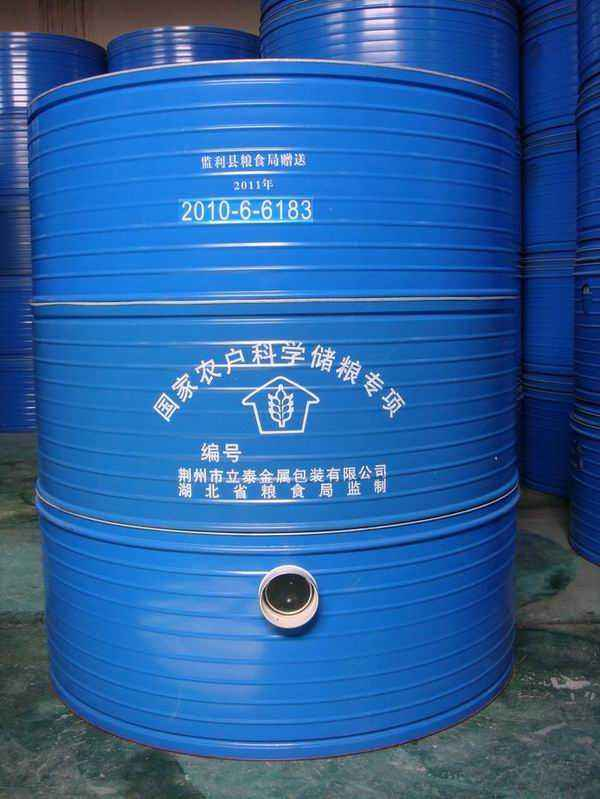 监利县粮食局赠送
2011年
2010-6-6183
国家农户科学储粮专项
编号
荆州市立泰金属包装有限公司
湖北省粮食局监制